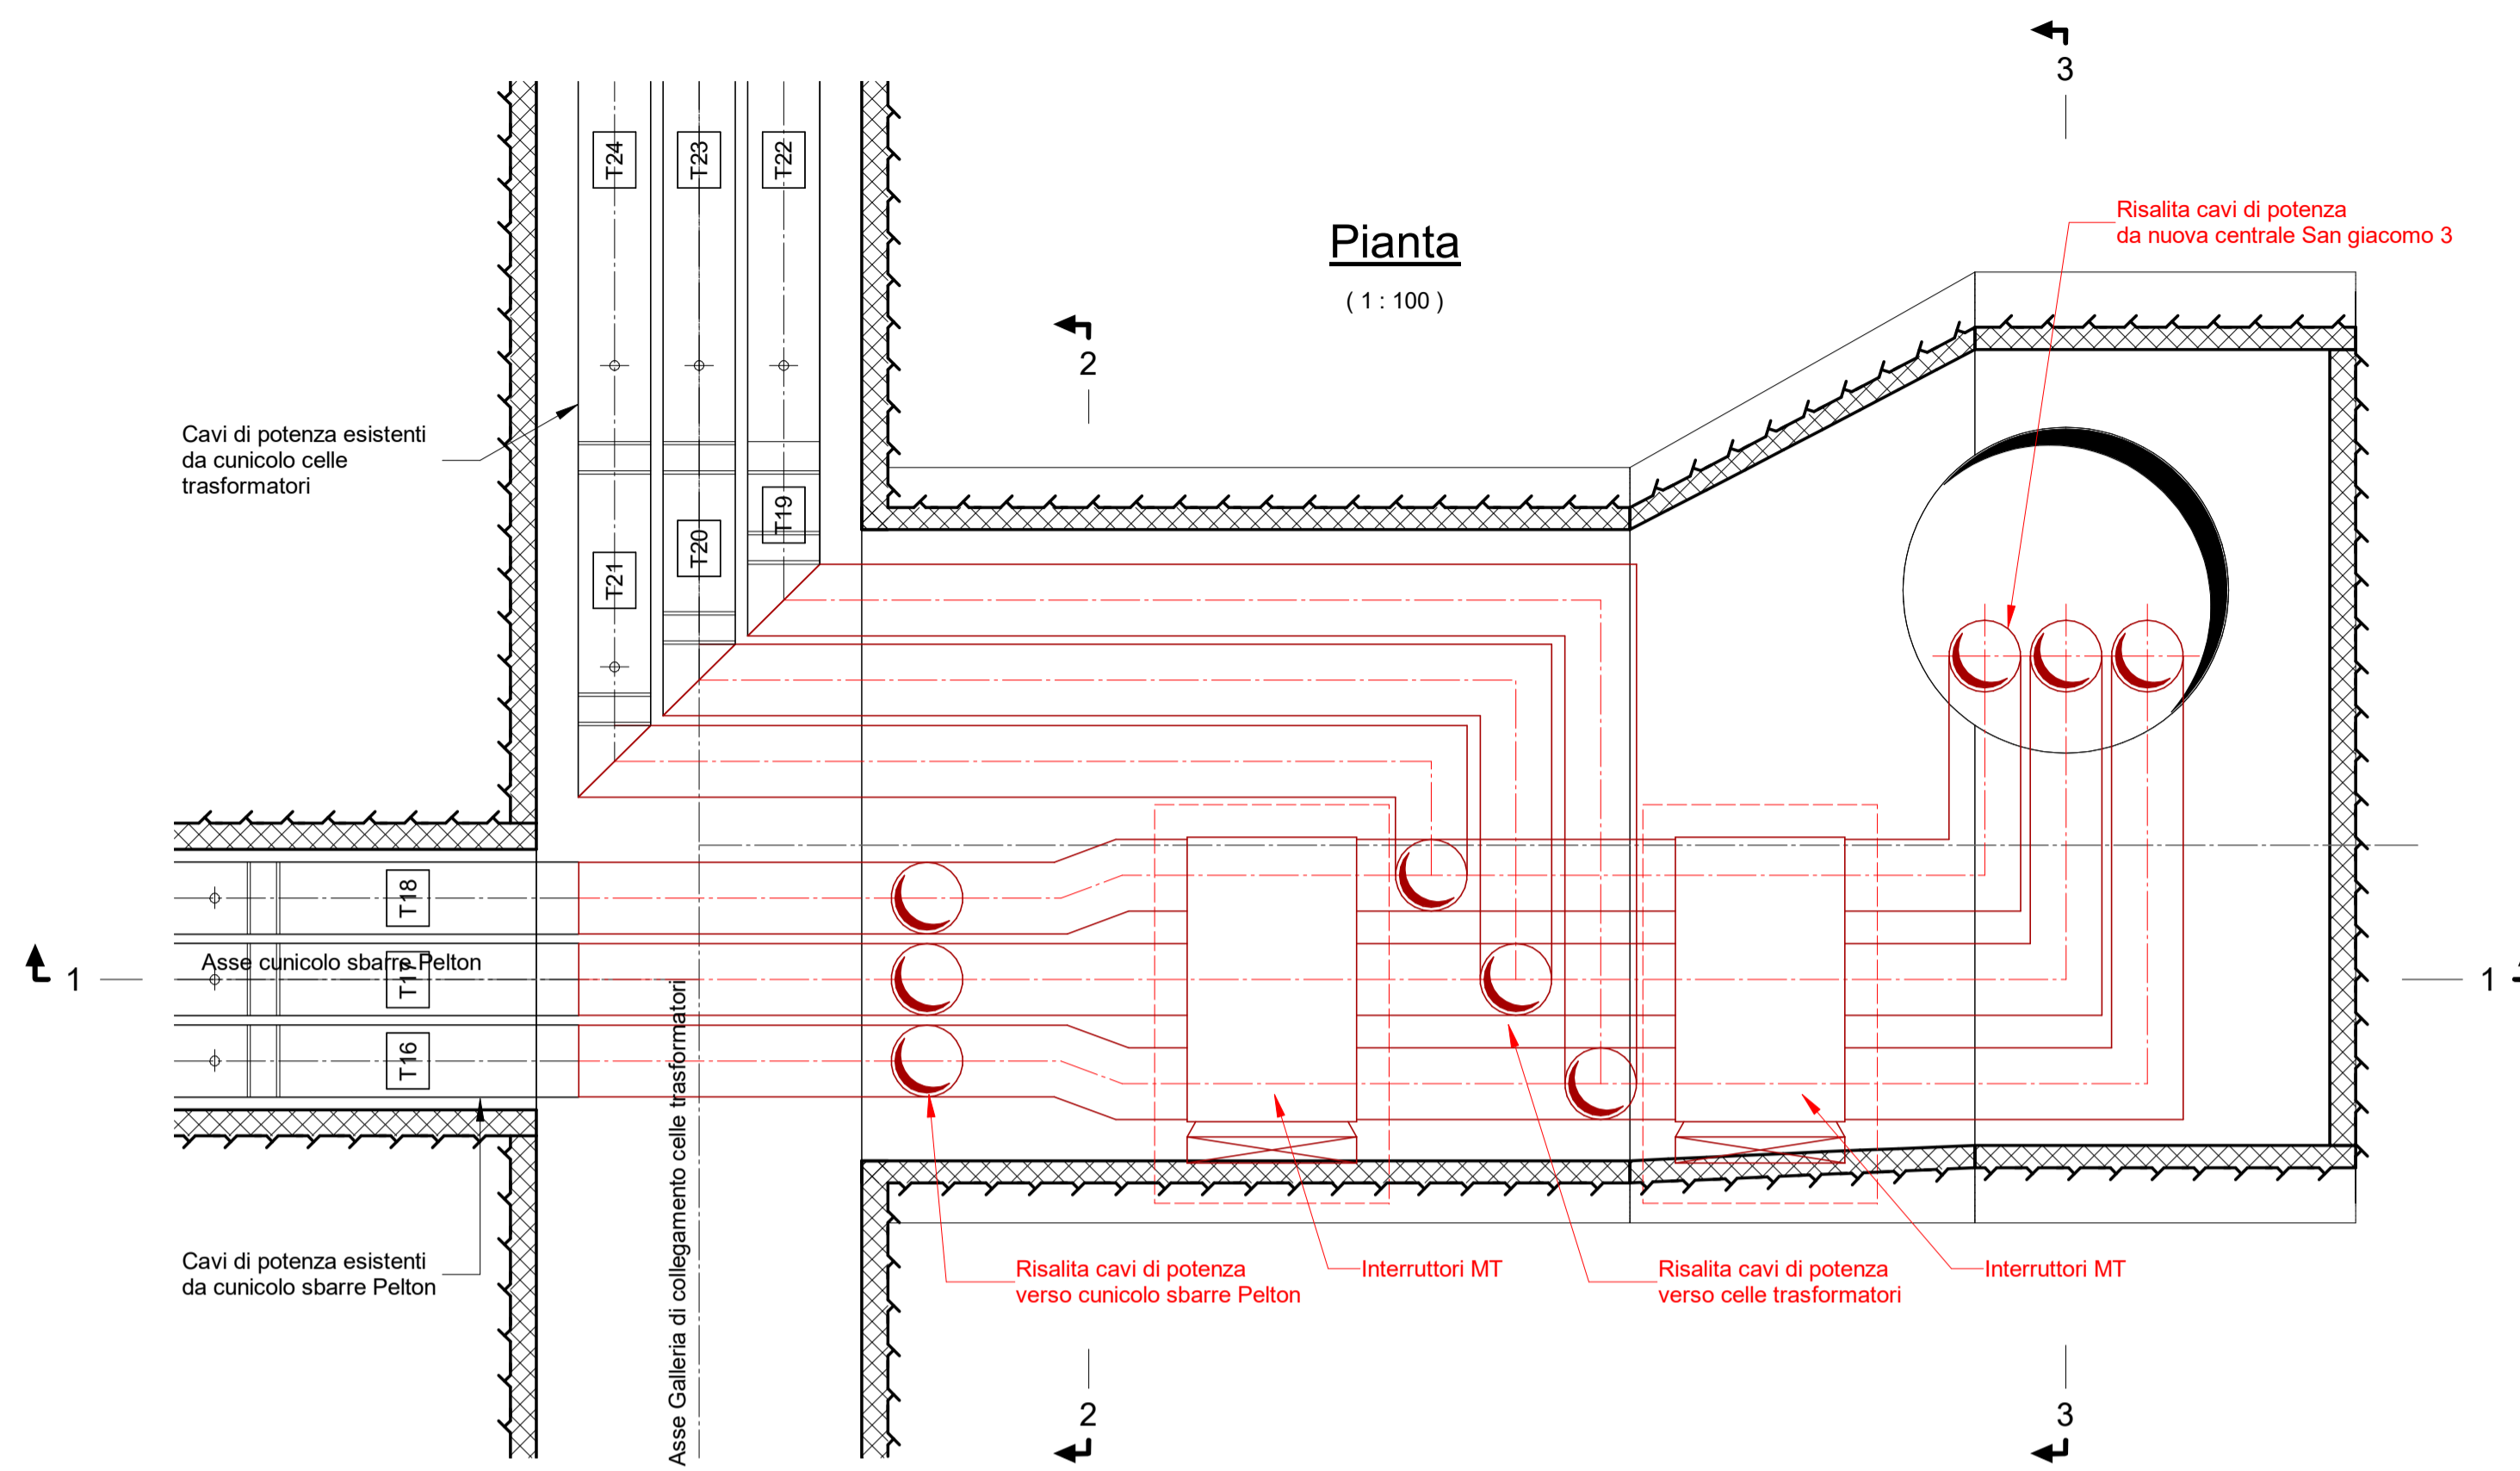 3
T24
T23
T22
Risalita cavi di potenza
da nuova centrale San giacomo 3
Pianta
( 1 : 100 )
2
Cavi di potenza esistenti
da cunicolo celle
trasformatori
T19
T20
T21
T18
Asse cunicolo sbarre Pelton
T17
1
1
T16
Asse Galleria di collegamento celle trasformatori
Cavi di potenza esistenti
da cunicolo sbarre Pelton
Risalita cavi di potenza
verso cunicolo sbarre Pelton
Interruttori MT
Risalita cavi di potenza
verso celle trasformatori
Interruttori MT
2
3